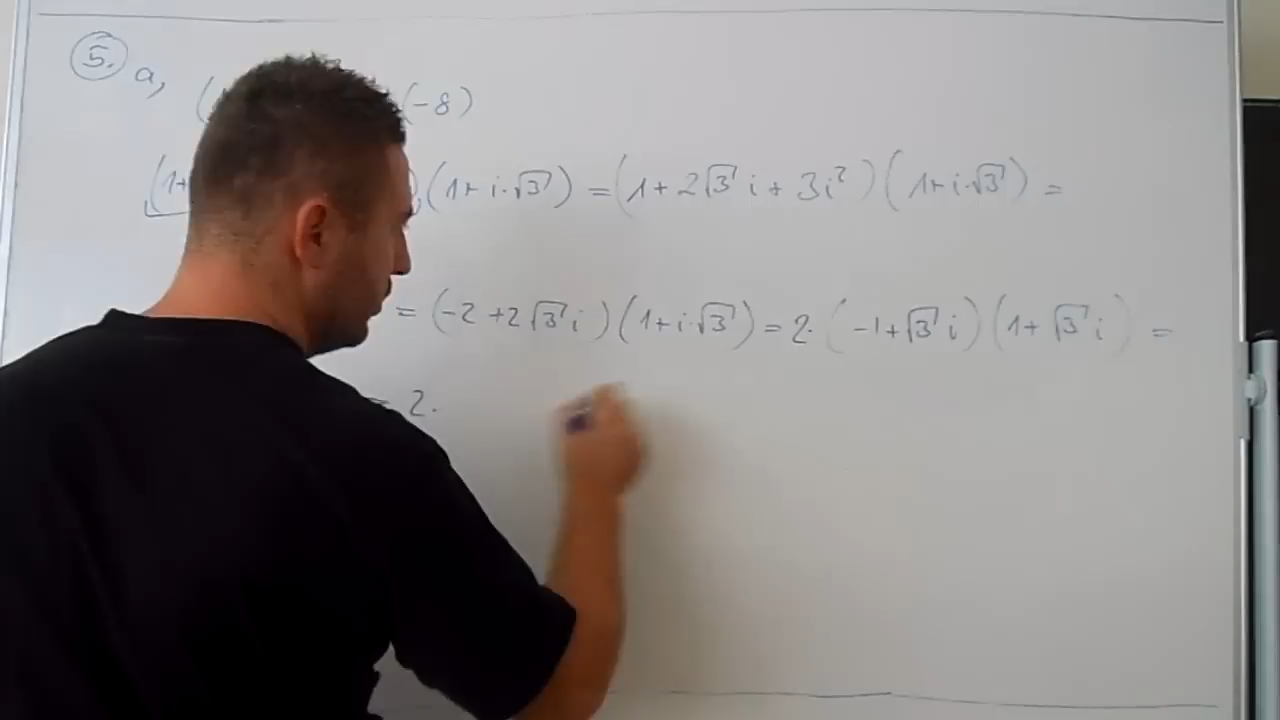 5. a, ( (-8)
(1+ (1+i·√3) = (1+2√3 i + 3i²)(1+i·√3) =
= (-2+2√3 i)(1+i·√3) = 2·(-1+√3 i)(1+√3 i) =
= 2·